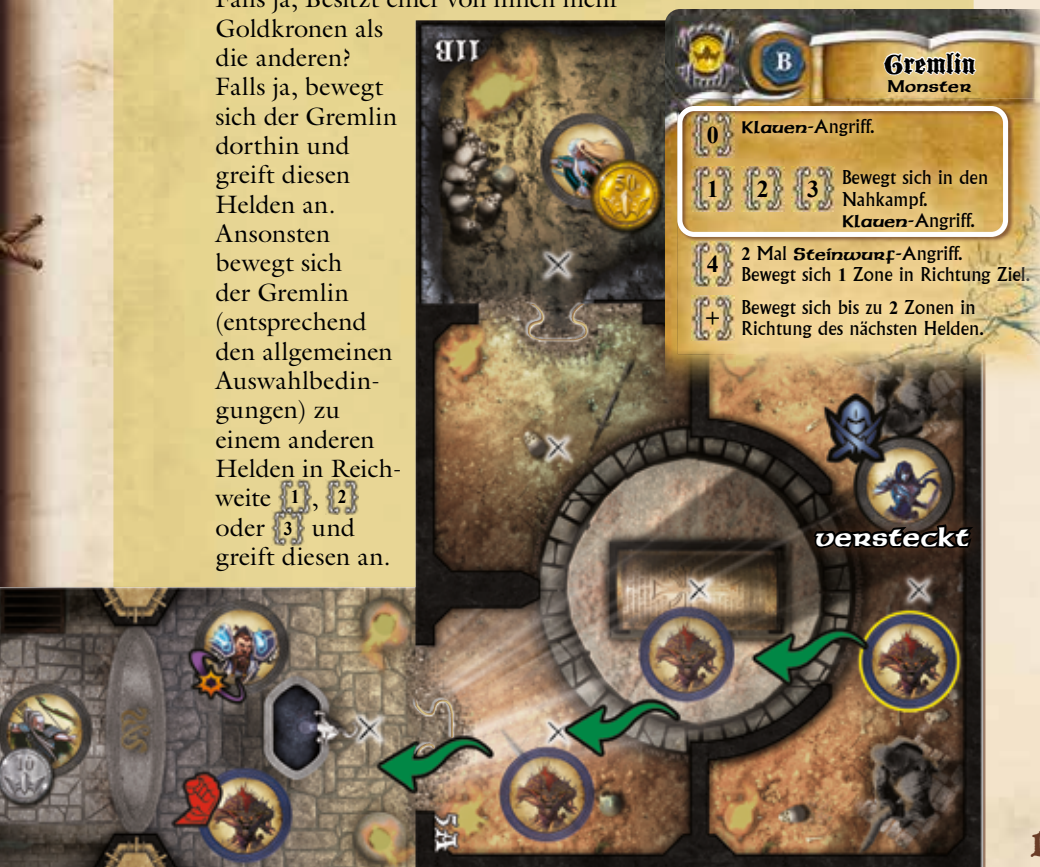 Falls ja, Besitzt einer von ihnen mehr
Goldkronen als
die anderen?
Falls ja, bewegt
sich der Gremlin
dorthin und
greift diesen
Helden an.
Ansonsten
bewegt sich
der Gremlin
(entsprechend
den allgemeinen
Auswahlbedin-
gungen) zu
einem anderen
Helden in Reich-
weite {1}, {2}
oder {3} und
greift diesen an.
11B
50
B
Gremlin
Monster
{0} Klauen-Angriff.
{1} {2} {3} Bewegt sich in den
Nahkampf.
Klauen-Angriff.
{4} 2 Mal Steinwurf-Angriff.
Bewegt sich 1 Zone in Richtung Ziel.
{+} Bewegt sich bis zu 2 Zonen in
Richtung des nächsten Helden.
versteckt
10
5A